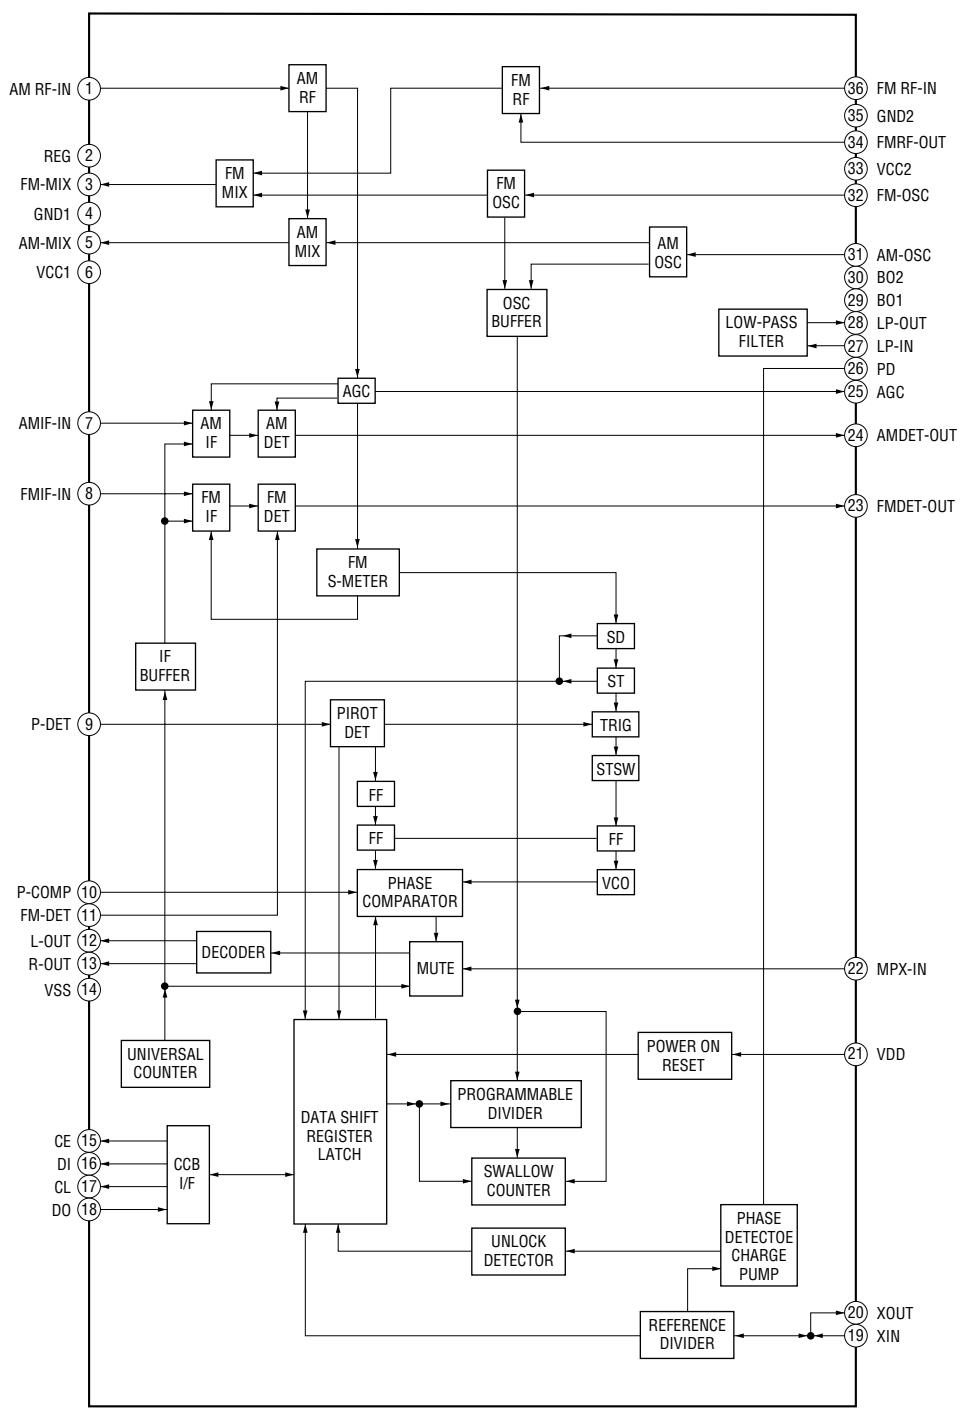 AM RF-IN 1
REG 2
FM-MIX 3
GND1 4
AM-MIX 5
VCC1 6
AMIF-IN 7
FMIF-IN 8
P-DET 9
P-COMP 10
FM-DET 11
L-OUT 12
R-OUT 13
VSS 14
CE 15
DI 16
CL 17
DO 18
AM
RF
FM
RF
FM
MIX
FM
OSC
AM
MIX
AM
OSC
OSC
BUFFER
LOW-PASS
FILTER
AGC
AM
IF
AM
DET
FM
IF
FM
DET
FM
S-METER
SD
IF
BUFFER
ST
PIROT
DET
TRIG
STSW
FF
FF
FF
PHASE
COMPARATOR
VCO
DECODER
MUTE
UNIVERSAL
COUNTER
POWER ON
RESET
PROGRAMMABLE
DIVIDER
DATA SHIFT
REGISTER
LATCH
CCB
I/F
SWALLOW
COUNTER
UNLOCK
DETECTOR
PHASE
DETECTOE
CHARGE
PUMP
REFERENCE
DIVIDER
36 FM RF-IN
35 GND2
34 FMRF-OUT
33 VCC2
32 FM-OSC
31 AM-OSC
30 BO2
29 BO1
28 LP-OUT
27 LP-IN
26 PD
25 AGC
24 AMDET-OUT
23 FMDET-OUT
22 MPX-IN
21 VDD
20 XOUT
19 XIN